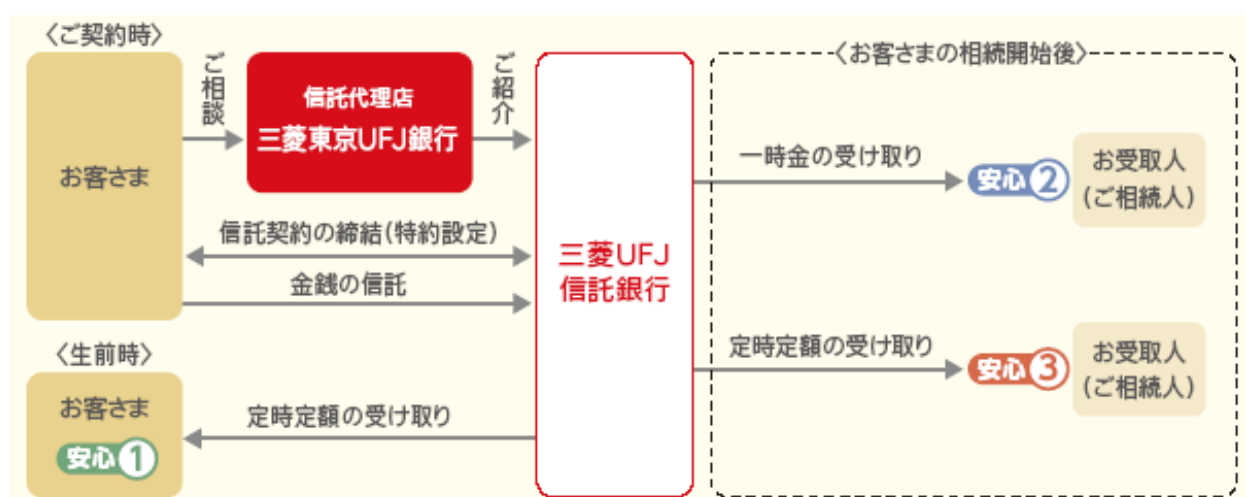 〈ご契約時〉
お客さま
ご相談
信託代理店
三菱東京UFJ銀行
ご紹介
信託契約の締結(特約設定)
金銭の信託
〈生前時〉
お客さま
安心1
定時定額の受け取り
三菱UFJ
信託銀行
〈お客さまの相続開始後〉
一時金の受け取り
安心2
お受取人
(ご相続人)
定時定額の受け取り
安心3
お受取人
(ご相続人)